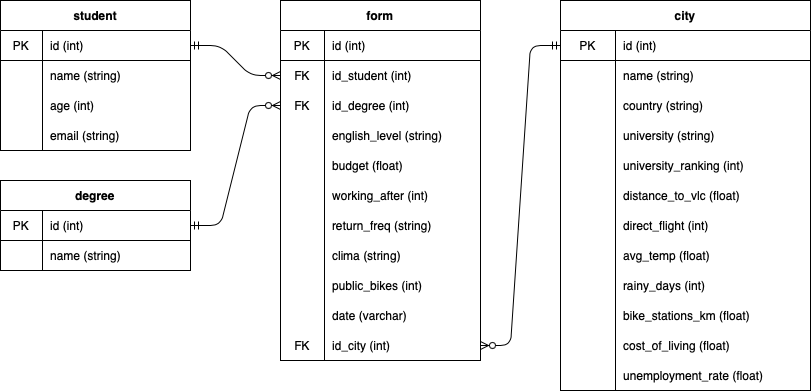 student
PK id (int)
name (string)
age (int)
email (string)
degree
PK id (int)
name (string)
form
PK id (int)
FK id_student (int)
FK id_degree (int)
english_level (string)
budget (float)
working_after (int)
return_freq (string)
clima (string)
public_bikes (int)
date (varchar)
FK id_city (int)
city
PK id (int)
name (string)
country (string)
university (string)
university_ranking (int)
distance_to_vlc (float)
direct_flight (int)
avg_temp (float)
rainy_days (int)
bike_stations_km (float)
cost_of_living (float)
unemployment_rate (float)